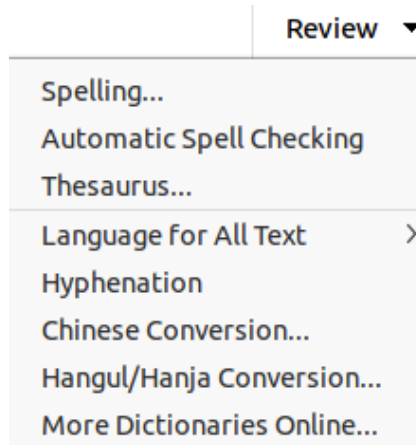 Review
Spelling...
Automatic Spell Checking
Thesaurus...
Language for All Text
Hyphenation
Chinese Conversion...
Hangul/Hanja Conversion...
More Dictionaries Online...